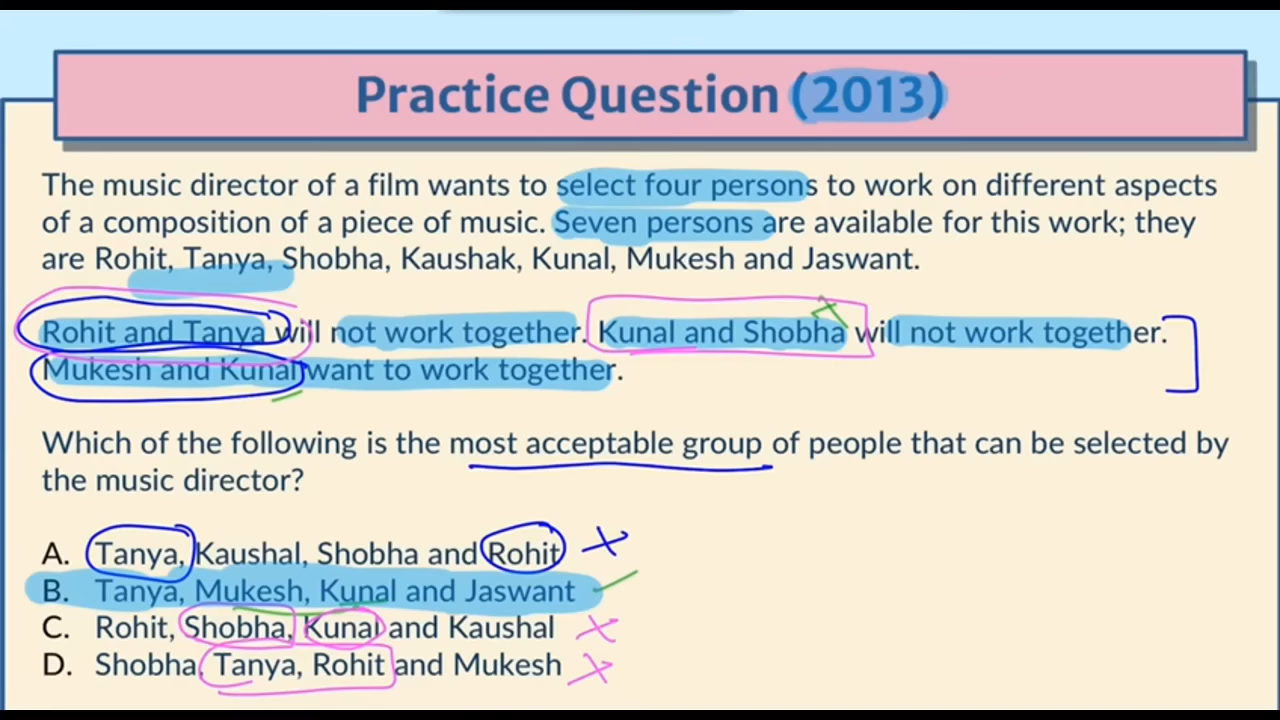 Practice Question (2013)
The music director of a film wants to select four persons to work on different aspects
of a composition of a piece of music. Seven persons are available for this work; they
are Rohit, Tanya, Shobha, Kaushak, Kunal, Mukesh and Jaswant.
Rohit and Tanya will not work together. Kunal and Shobha will not work together.
Mukesh and Kunal want to work together.
Which of the following is the most acceptable group of people that can be selected by
the music director?
A. Tanya, Kaushal, Shobha and Rohit
B. Tanya, Mukesh, Kunal and Jaswant
C. Rohit, Shobha, Kunal and Kaushal
D. Shobha, Tanya, Rohit and Mukesh